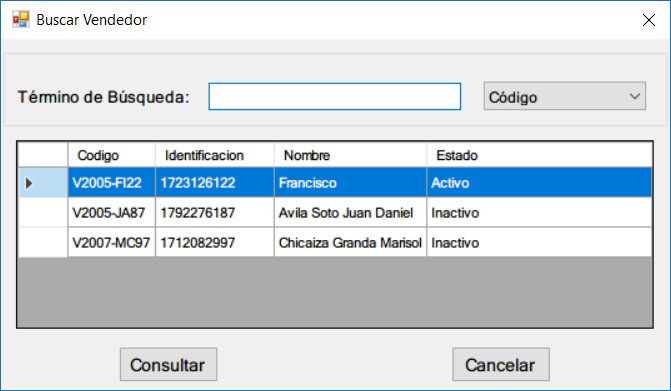 Buscar Vendedor
Término de Búsqueda: Código
Codigo Identificacion Nombre Estado
V2005-FI22 1723126122 Francisco Activo
V2005-JA87 1792276187 Avila Soto Juan Daniel Inactivo
V2007-MC97 1712082997 Chicaiza Granda Marisol Inactivo
Consultar Cancelar